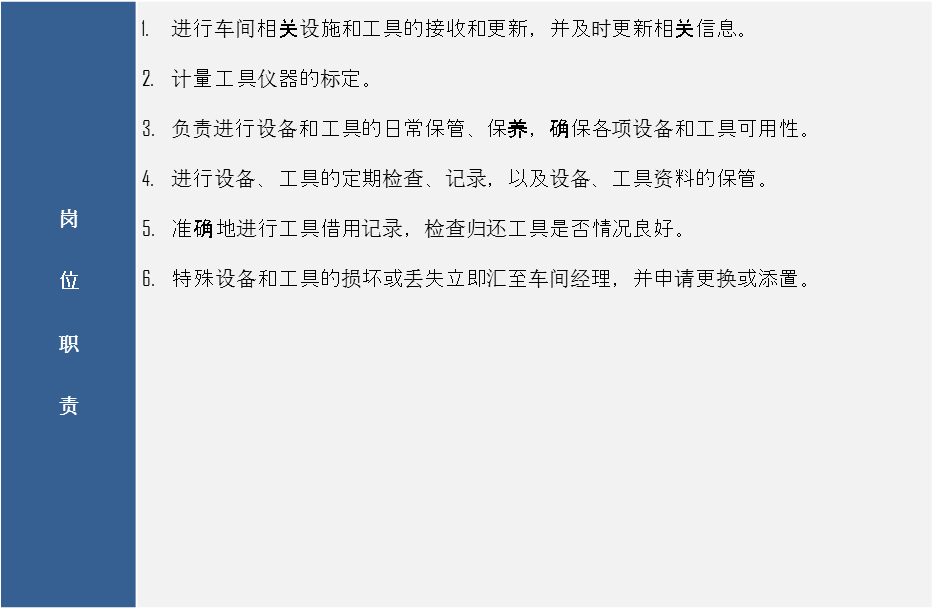 岗
位
职
责
1. 进行车间相关设施和工具的接收和更新，并及时更新相关信息。
2. 计量工具仪器的标定。
3. 负责进行设备和工具的日常保管、保养，确保各项设备和工具可用性。
4. 进行设备、工具的定期检查、记录，以及设备、工具资料的保管。
5. 准确地进行工具借用记录，检查归还工具是否情况良好。
6. 特殊设备和工具的损坏或丢失立即汇至车间经理，并申请更换或添置。